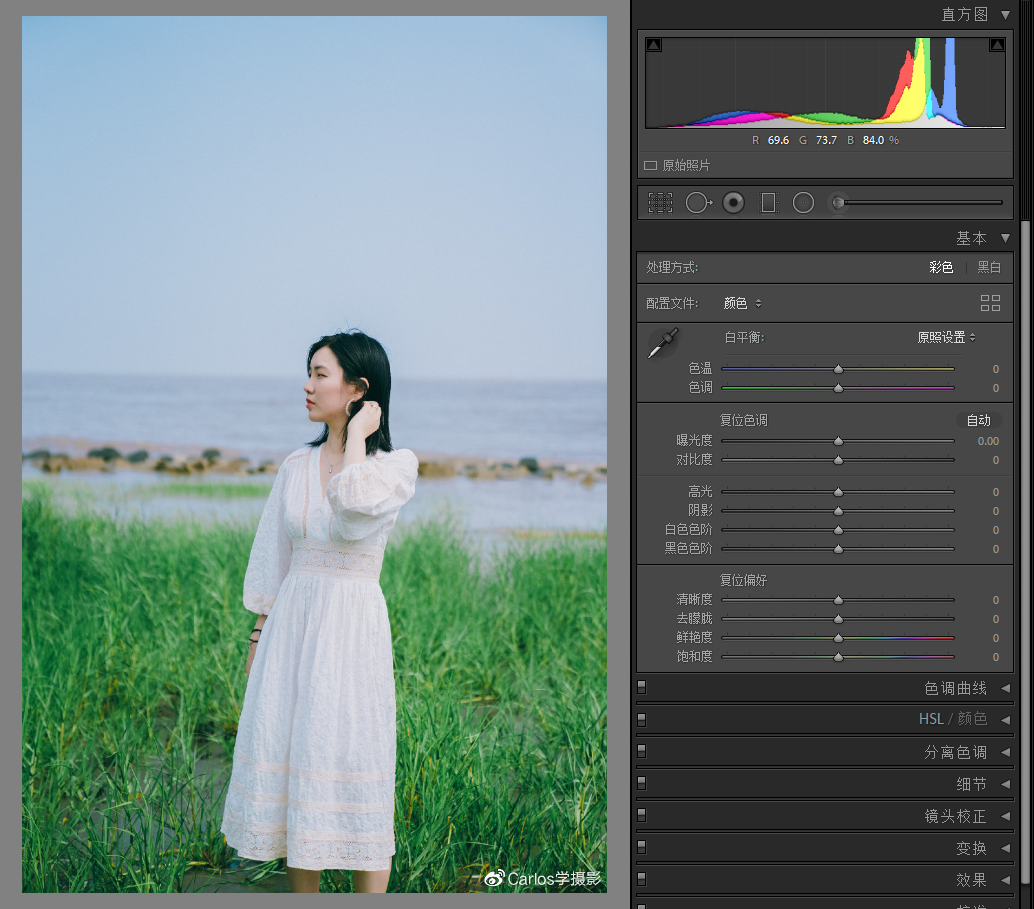 直方图
R 69.6 G 73.7 B 84.0 %
原始照片
基本
处理方式: 彩色 黑白
配置文件: 颜色
白平衡: 原照设置
色温 0
色调 0
复位色调 自动
曝光度 0.00
对比度 0
高光 0
阴影 0
白色色阶 0
黑色色阶 0
复位偏好
清晰度 0
去朦胧 0
鲜艳度 0
饱和度 0
色调曲线
HSL / 颜色
分离色调
细节
镜头校正
变换
效果
Carlos学摄影